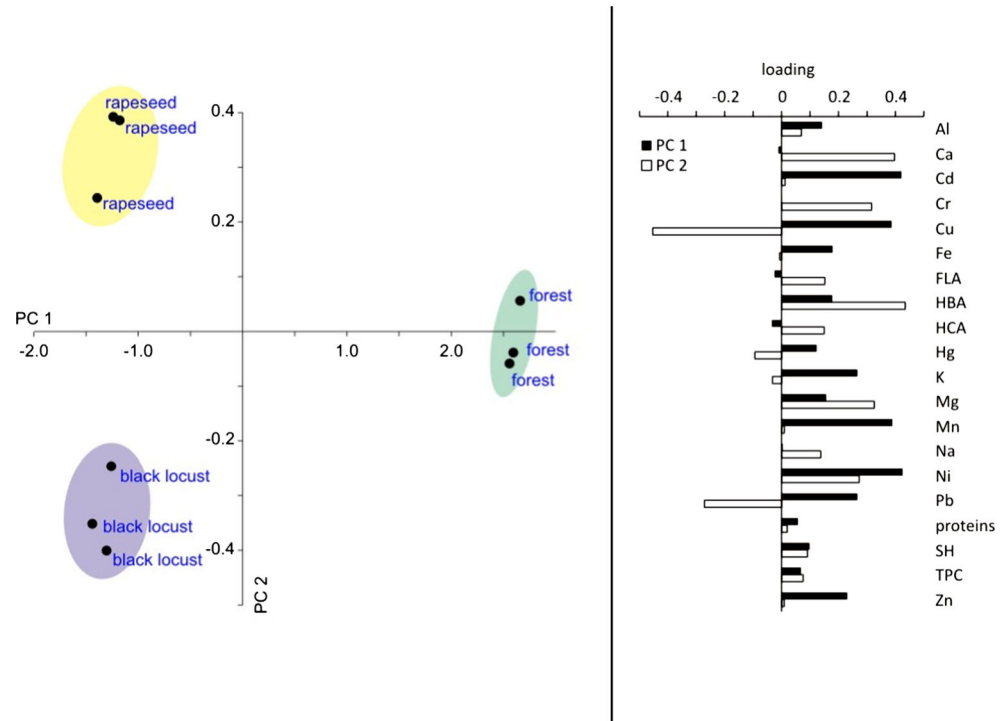 rapeseed
rapeseed
rapeseed
0.4
0.2
PC 1
-2.0
-1.0
1.0
2.0
forest
forest
forest
-0.2
-0.4
black locust
black locust
black locust
PC 2
loading
-0.4
-0.2
0
0.2
0.4
PC 1
PC 2
Al
Ca
Cd
Cr
Cu
Fe
FLA
HBA
HCA
Hg
K
Mg
Mn
Na
Ni
Pb
proteins
SH
TPC
Zn